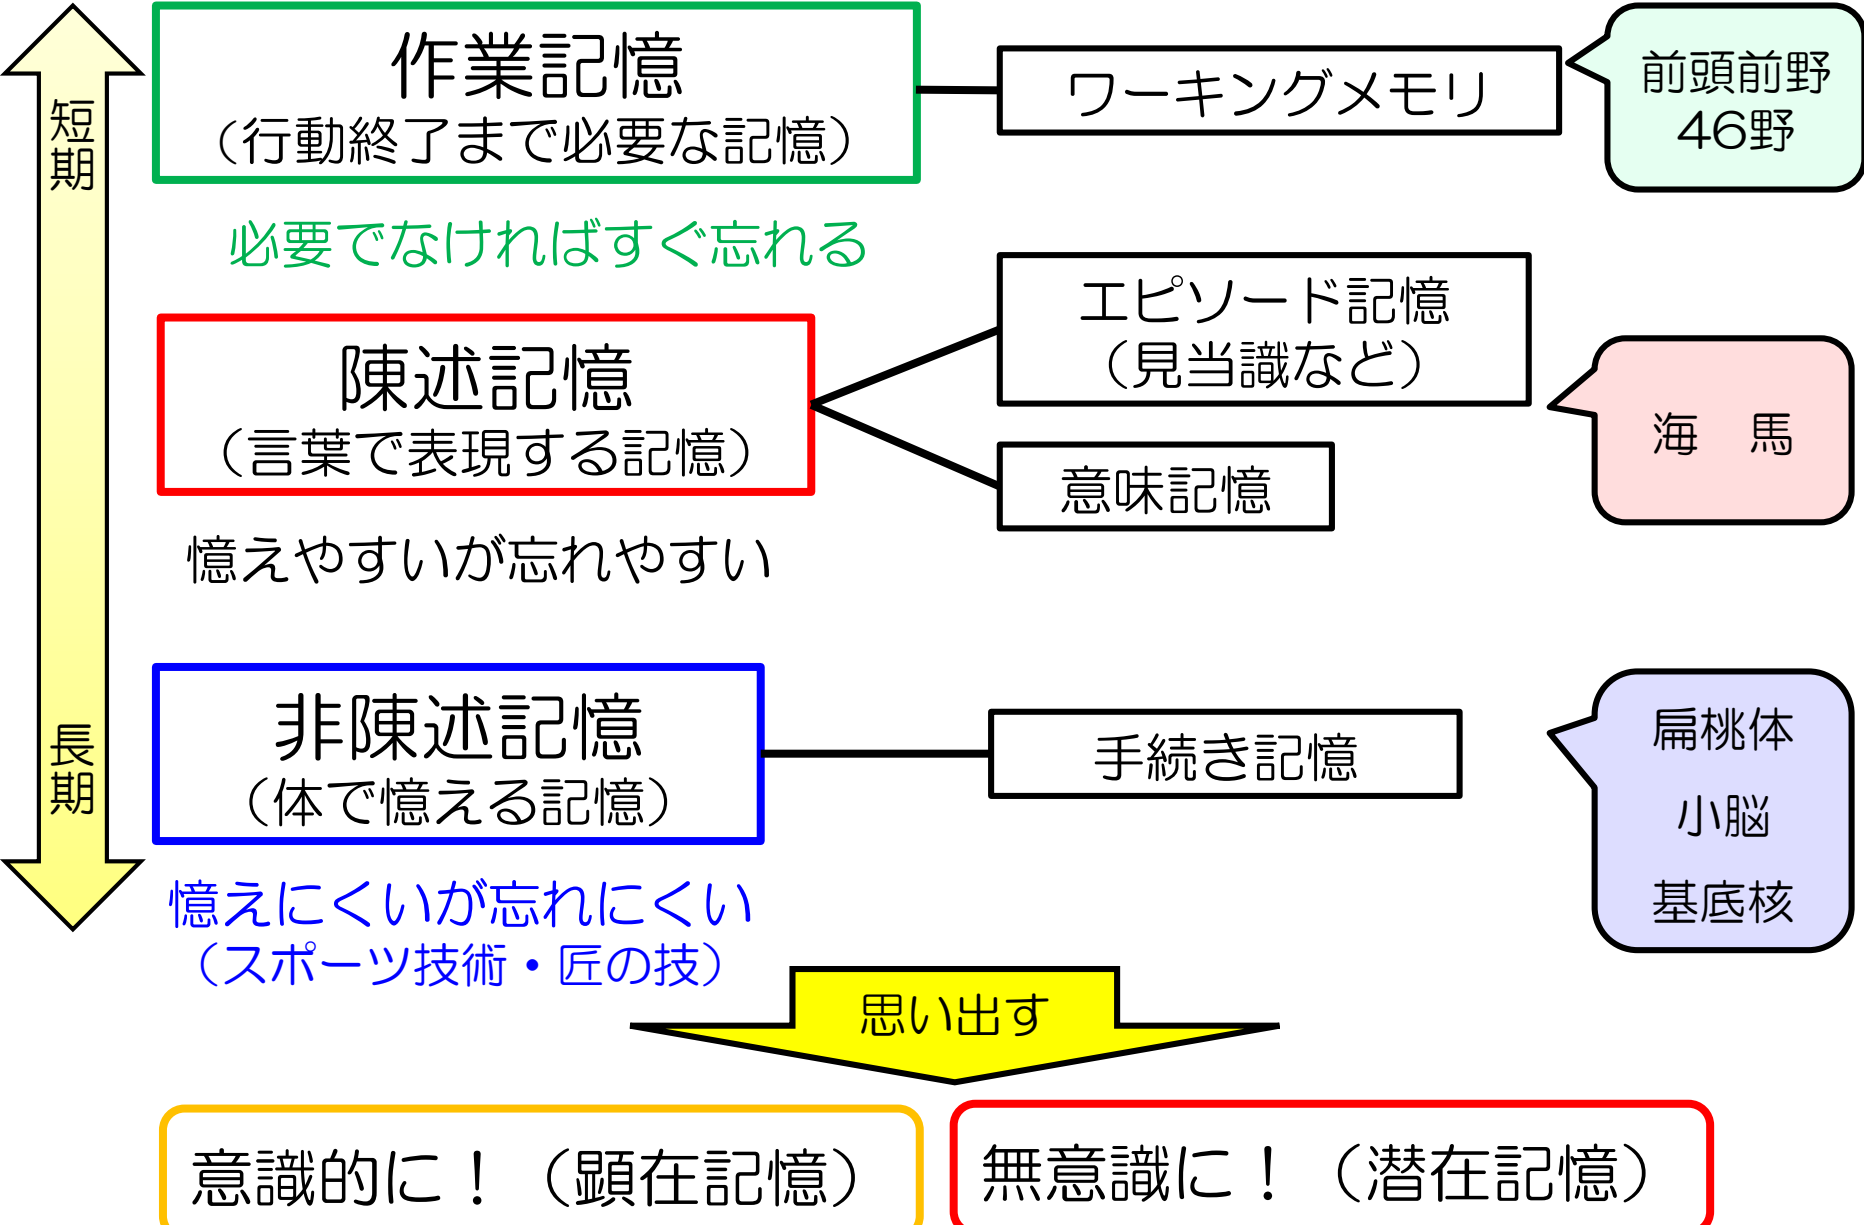 短期
作業記憶
（行動終了まで必要な記憶）
ワーキングメモリ
前頭前野
46野
必要でなければすぐ忘れる
エピソード記憶
（見当識など）
陳述記憶
（言葉で表現する記憶）
海　馬
意味記憶
憶えやすいが忘れやすい
長期
非陳述記憶
（体で憶える記憶）
手続き記憶
扁桃体
小脳
基底核
憶えにくいが忘れにくい
（スポーツ技術・匠の技）
思い出す
意識的に！（顕在記憶）
無意識に！（潜在記憶）